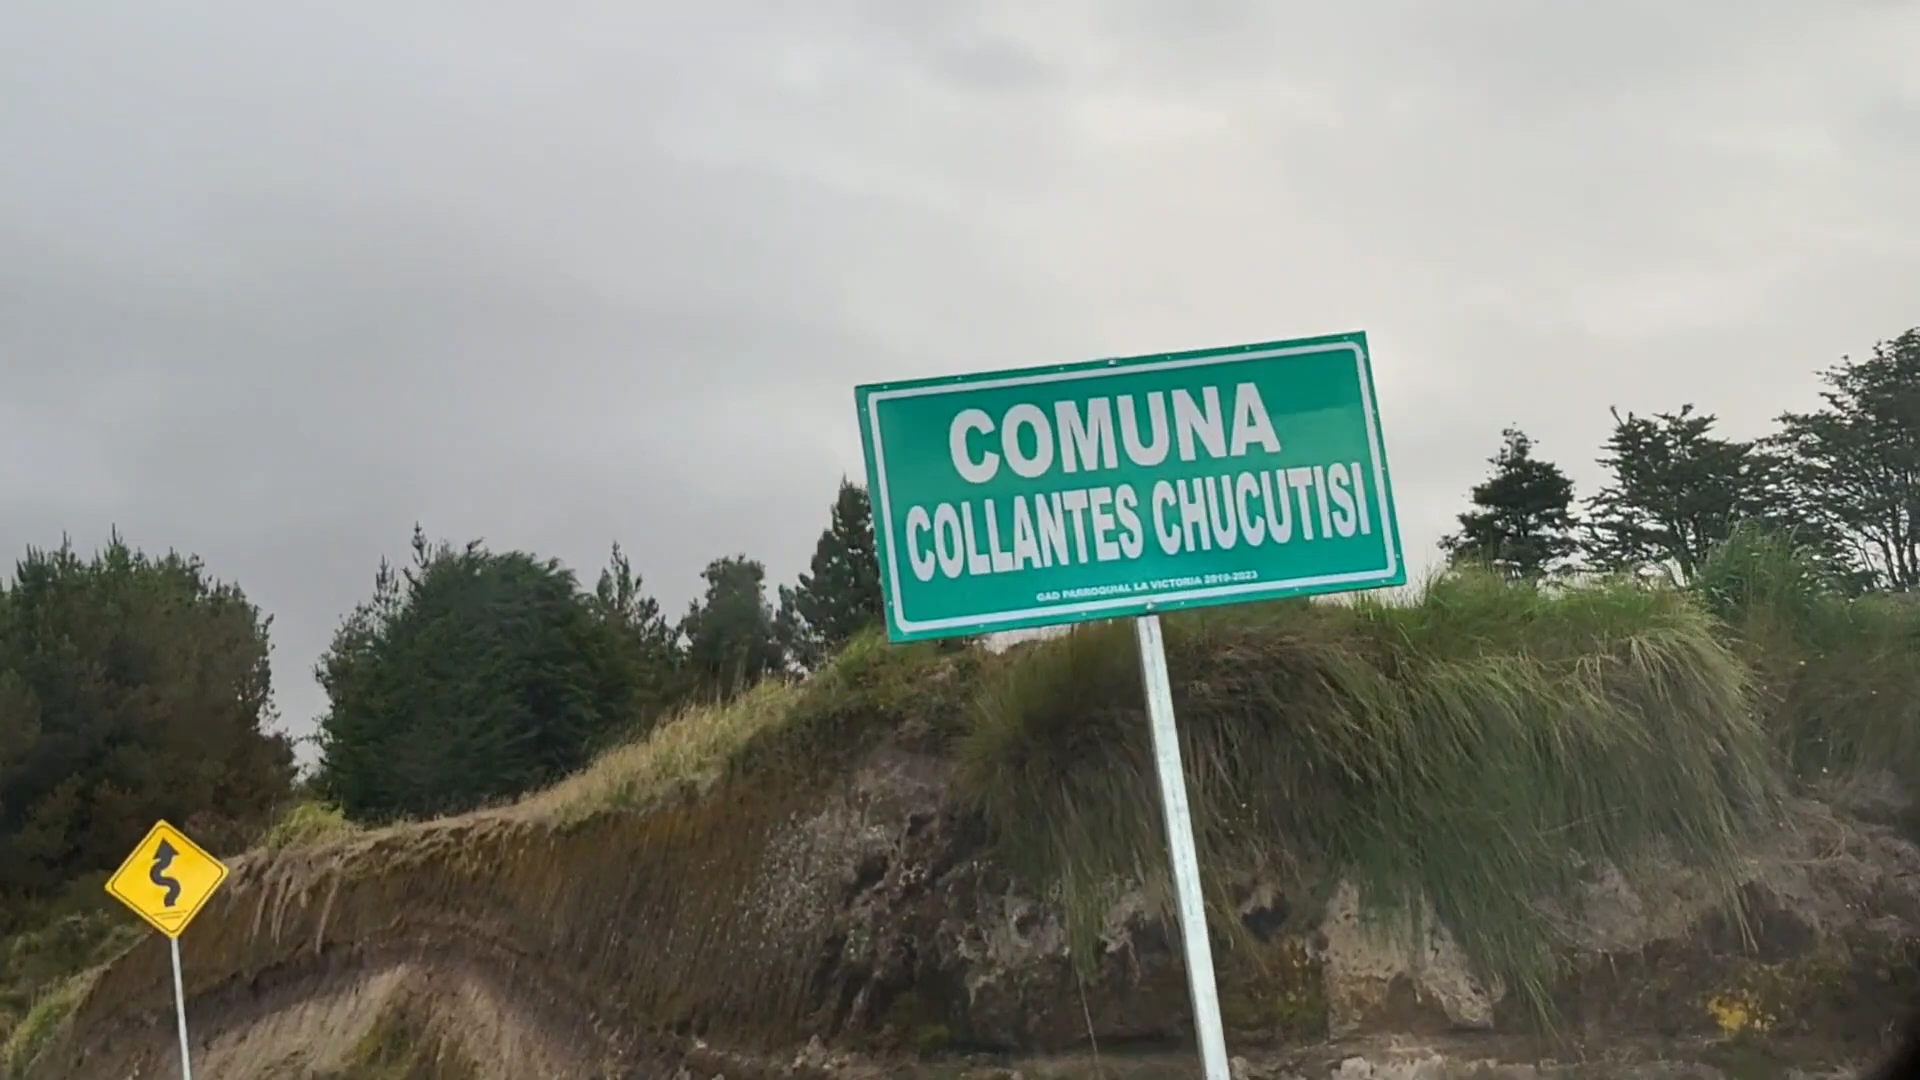 COMUNA
COLLANTES CHUCUTISI
GAD PARROQUIAL LA VICTORIA 2019-2023